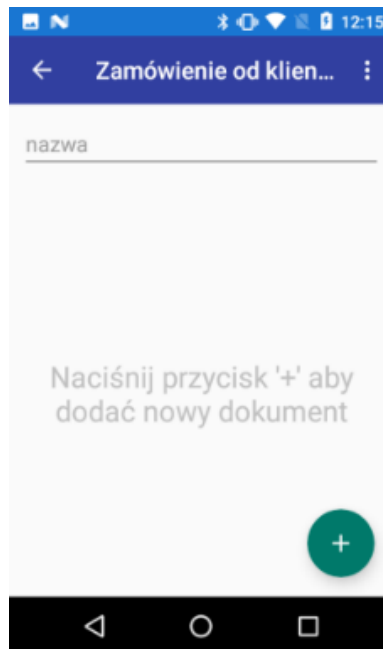 12:15
Zamówienie od klien...
nazwa
Naciśnij przycisk '+' aby
dodać nowy dokument
+